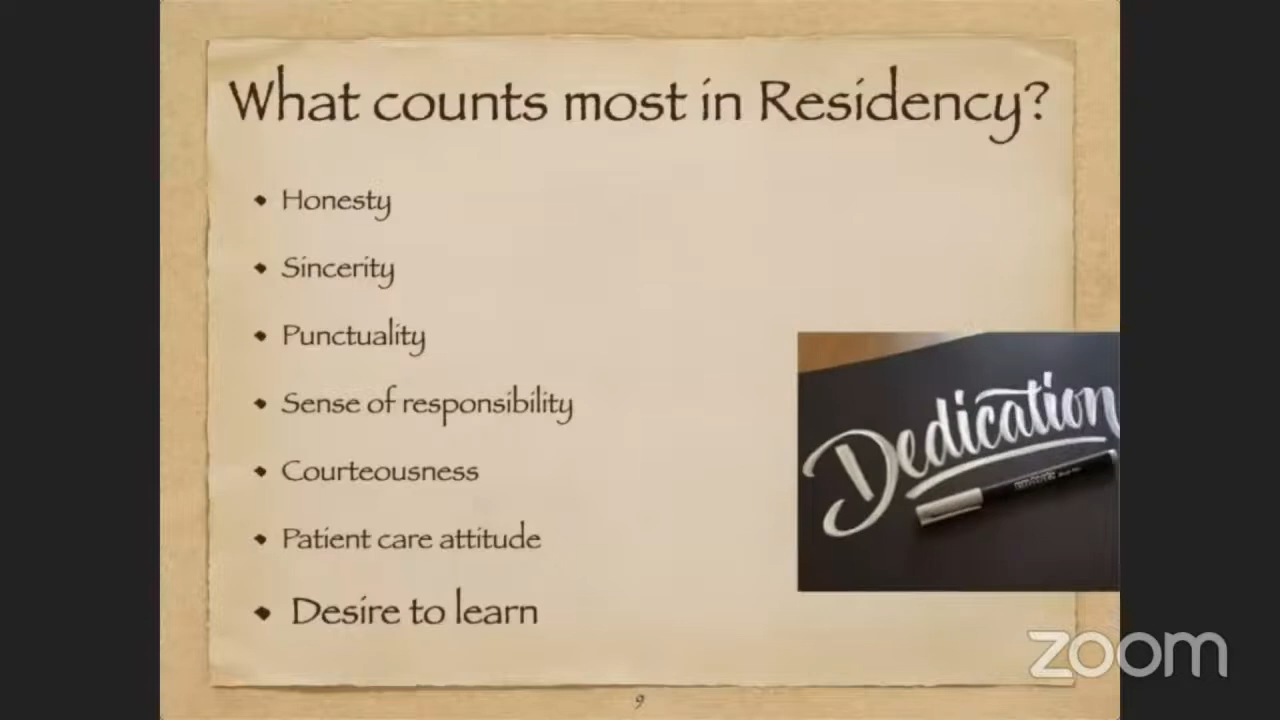 What counts most in Residency?
Honesty
Sincerity
Punctuality
Sense of responsibility
Courteousness
Patient care attitude
Desire to learn
Dedication
zoom
9